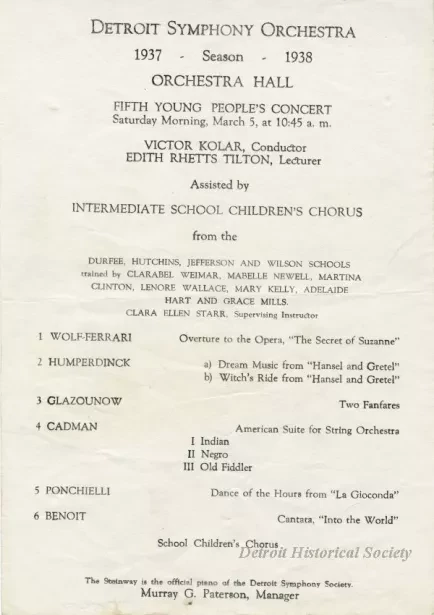 DETROIT SYMPHONY ORCHESTRA
1937 - Season - 1938
ORCHESTRA HALL
FIFTH YOUNG PEOPLE'S CONCERT
Saturday Morning, March 5, at 10:45 a. m.
VICTOR KOLAR, Conductor
EDITH RHETTS TILTON, Lecturer
Assisted by
INTERMEDIATE SCHOOL CHILDREN'S CHORUS
from the
DURFEE, HUTCHINS, JEFFERSON AND WILSON SCHOOLS
trained by CLARABEL WEIMAR, MABELLE NEWELL, MARTINA
CLINTON, LENORE WALLACE, MARY KELLY, ADELAIDE
HART AND GRACE MILLS.
CLARA ELLEN STARR, Supervising Instructor
1 WOLF-FERRARI Overture to the Opera, "The Secret of Suzanne"
2 HUMPERDINCK a) Dream Music from "Hansel and Gretel"
b) Witch's Ride from "Hansel and Gretel"
3 GLAZOUNOW Two Fanfares
4 CADMAN American Suite for String Orchestra
I Indian
II Negro
III Old Fiddler
5 PONCHIELLI Dance of the Hours from "La Gioconda"
6 BENOIT Cantata, "Into the World"
School Children's Chorus
Detroit Historical Society
The Steinway is the official piano of the Detroit Symphony Society.
Murray G. Paterson, Manager